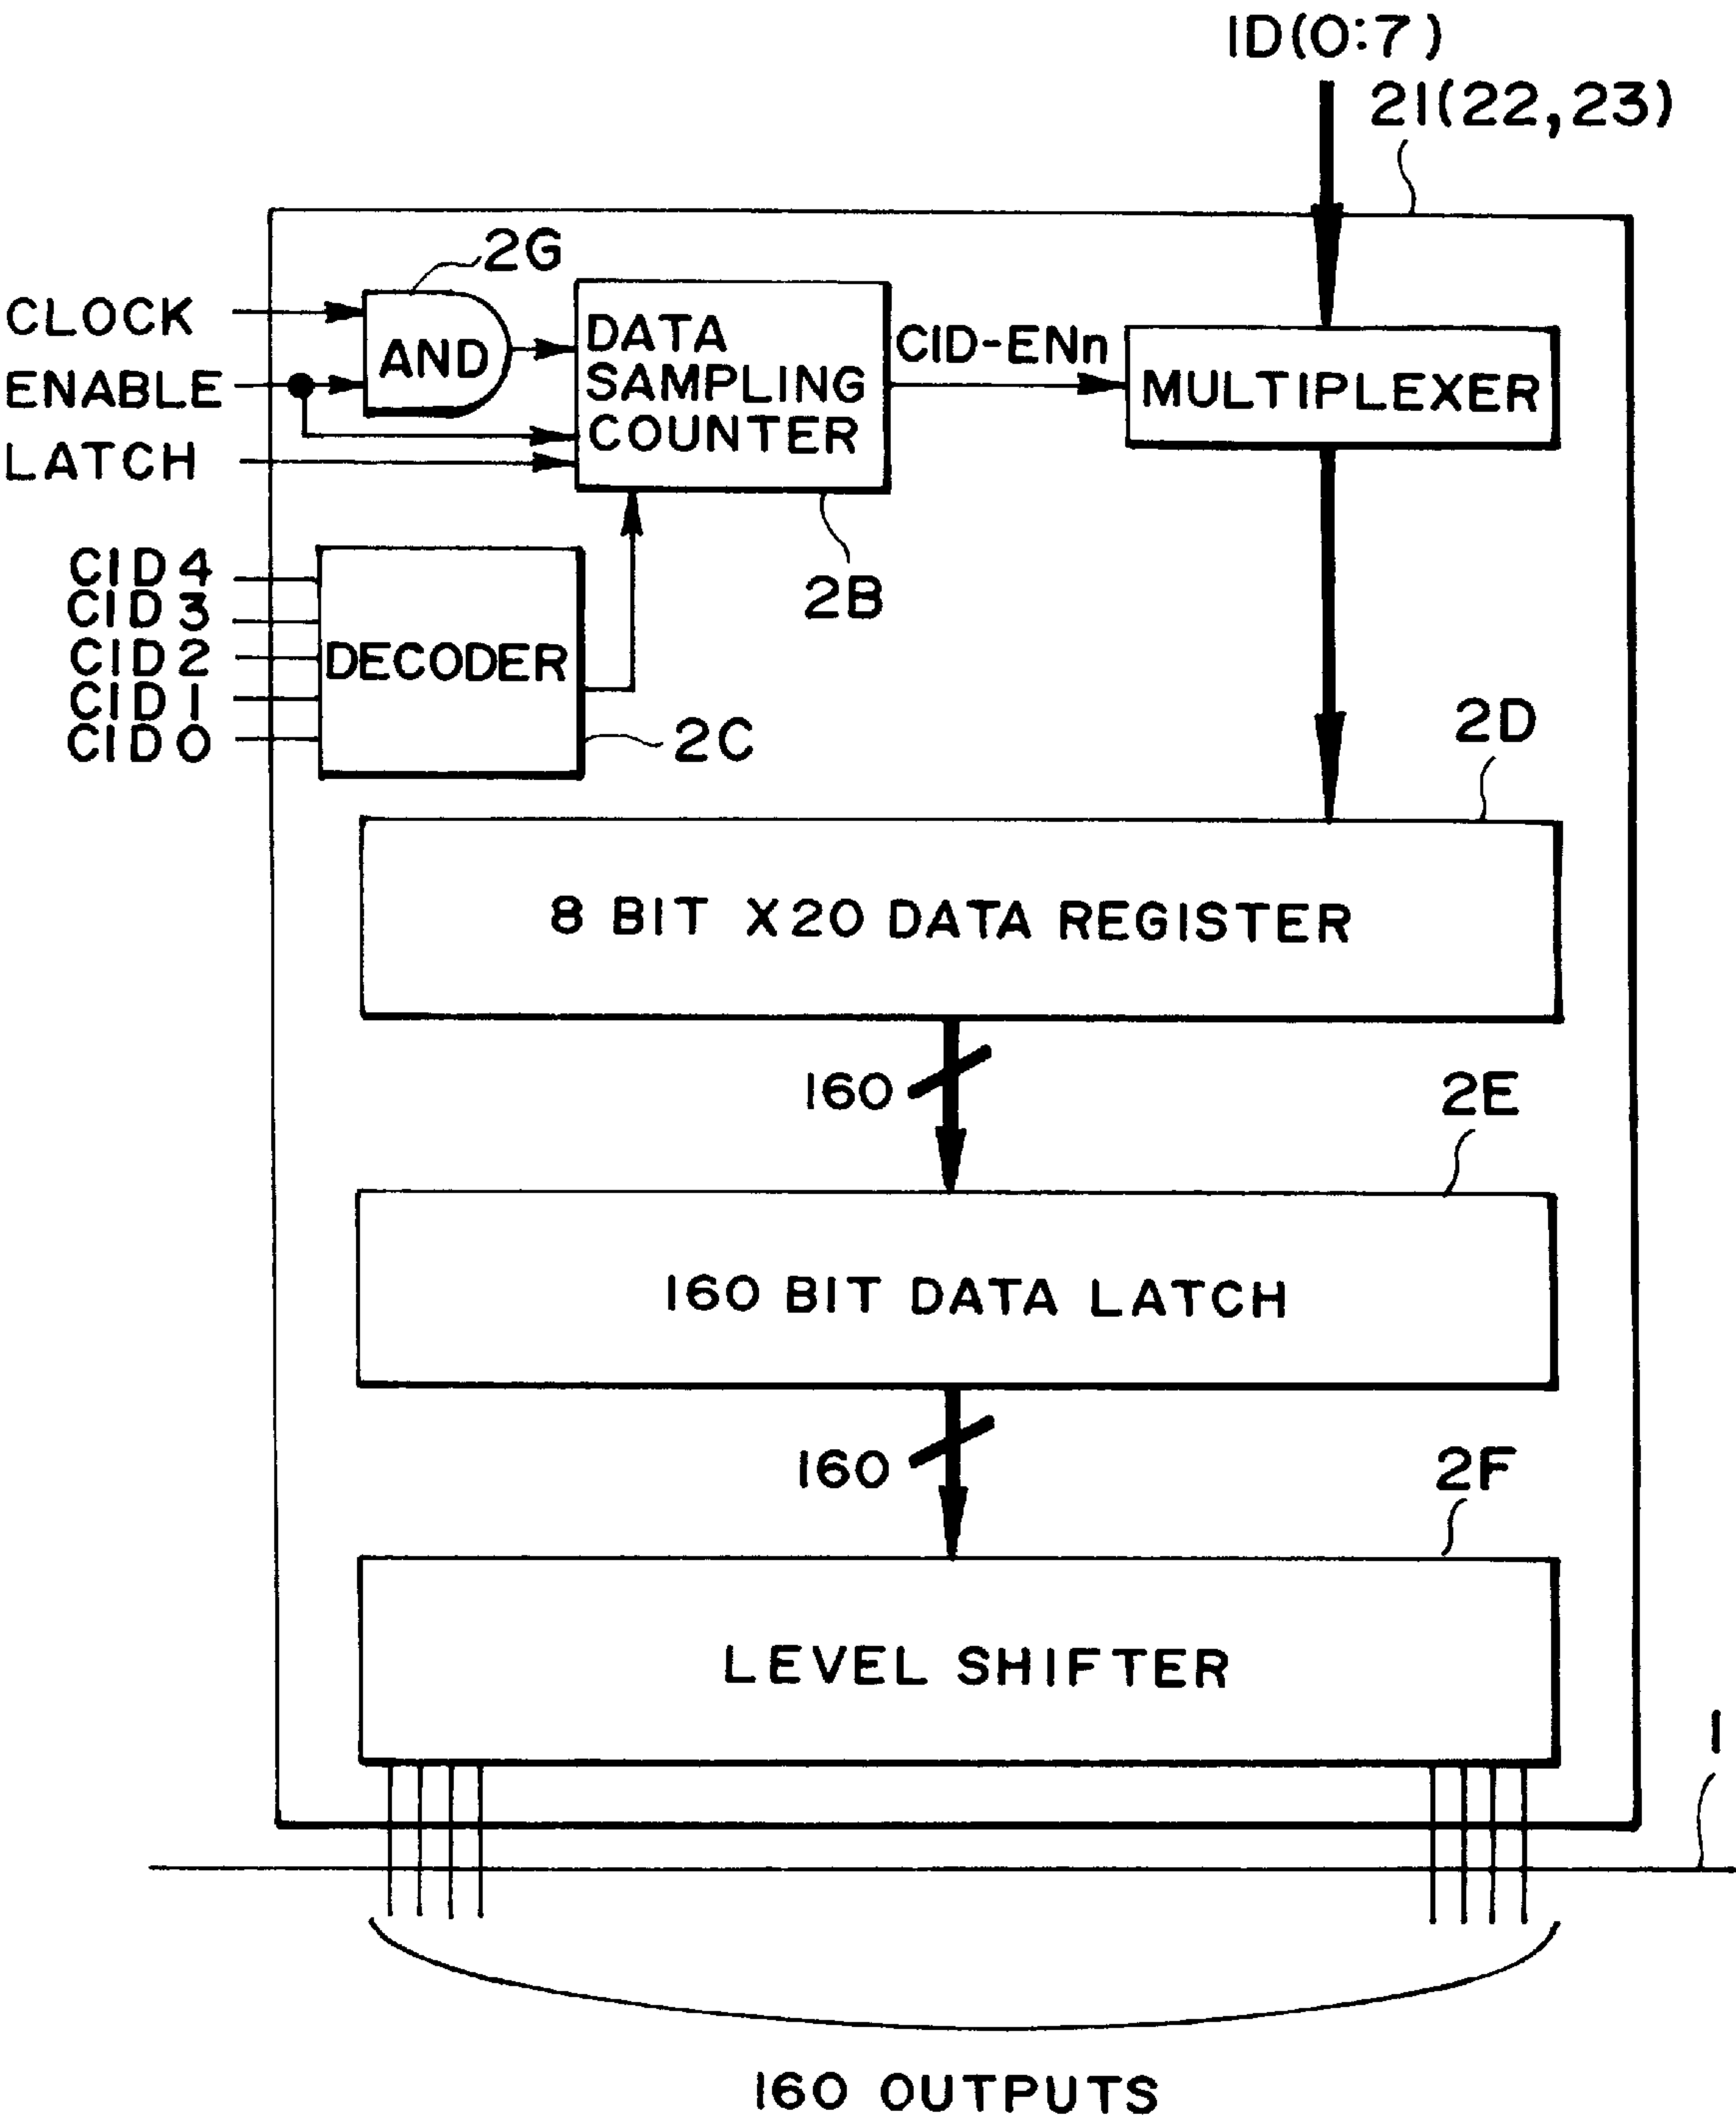 ID(0:7)
21(22,23)
2G
CLOCK
ENABLE
LATCH
AND
DATA
SAMPLING
COUNTER
CID-ENn
MULTIPLEXER
2B
CID4
CID3
CID2
CID1
CID0
DECODER
2C
2D
8 BIT X20 DATA REGISTER
160
2E
160 BIT DATA LATCH
160
2F
LEVEL SHIFTER
1
160 OUTPUTS